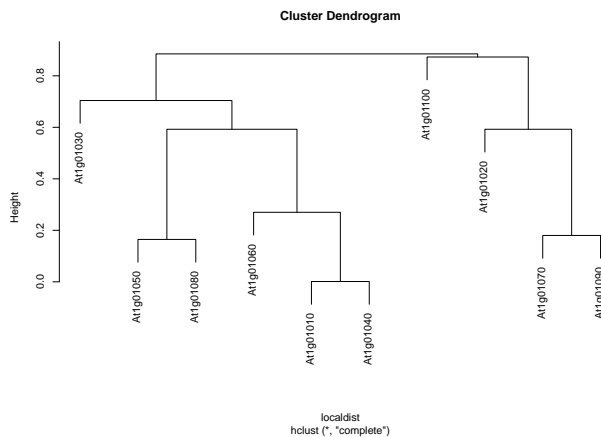 Cluster Dendrogram
Height
0.0
0.2
0.4
0.6
0.8
At1g01030
At1g01050
At1g01080
At1g01060
At1g01010
At1g01040
At1g01100
At1g01020
At1g01070
At1g01090
localdist
hclust (*, "complete")